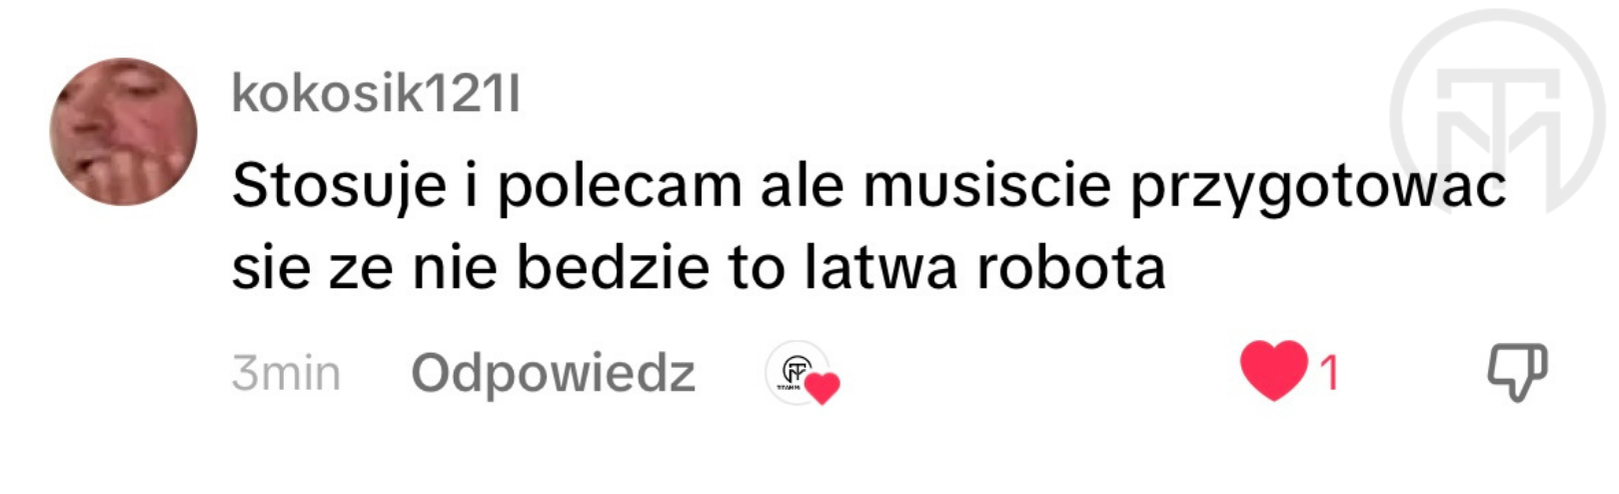 kokosik121l
Stosuje i polecam ale musiscie przygotowac
sie ze nie bedzie to latwa robota
3min Odpowiedz 1